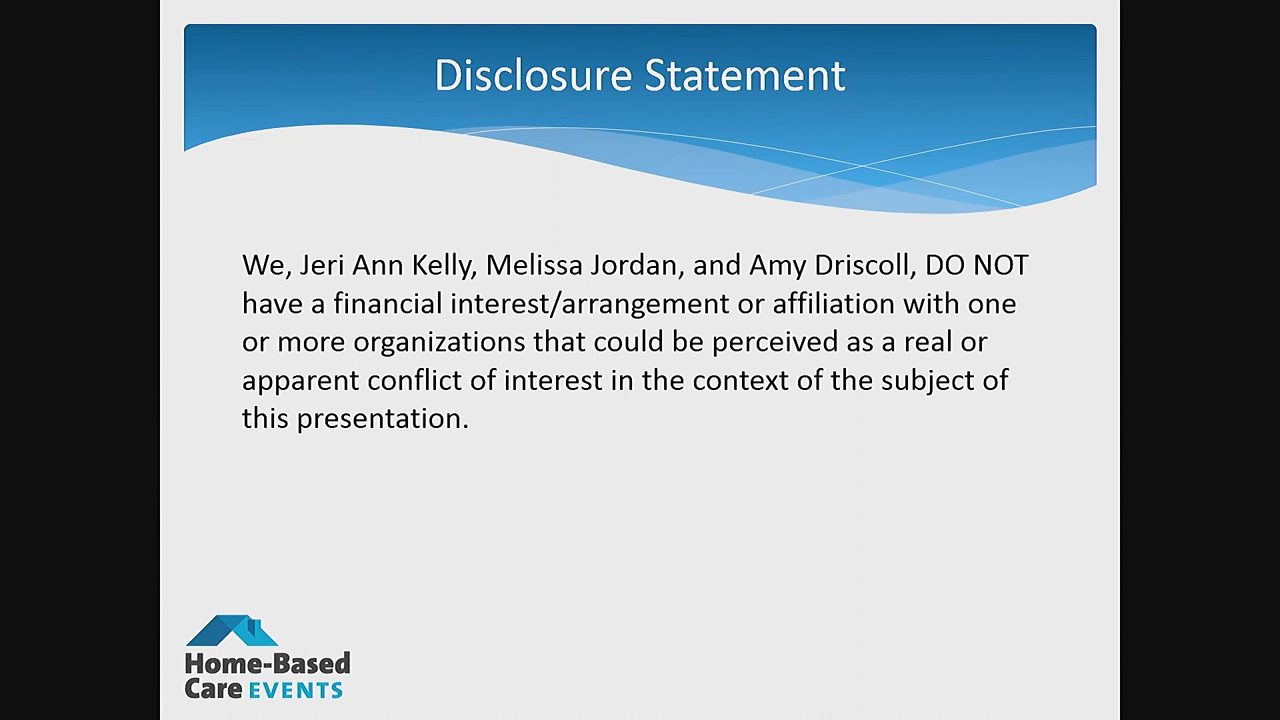 Disclosure Statement
We, Jeri Ann Kelly, Melissa Jordan, and Amy Driscoll, DO NOT
have a financial interest/arrangement or affiliation with one
or more organizations that could be perceived as a real or
apparent conflict of interest in the context of the subject of
this presentation.
Home-Based
Care EVENTS